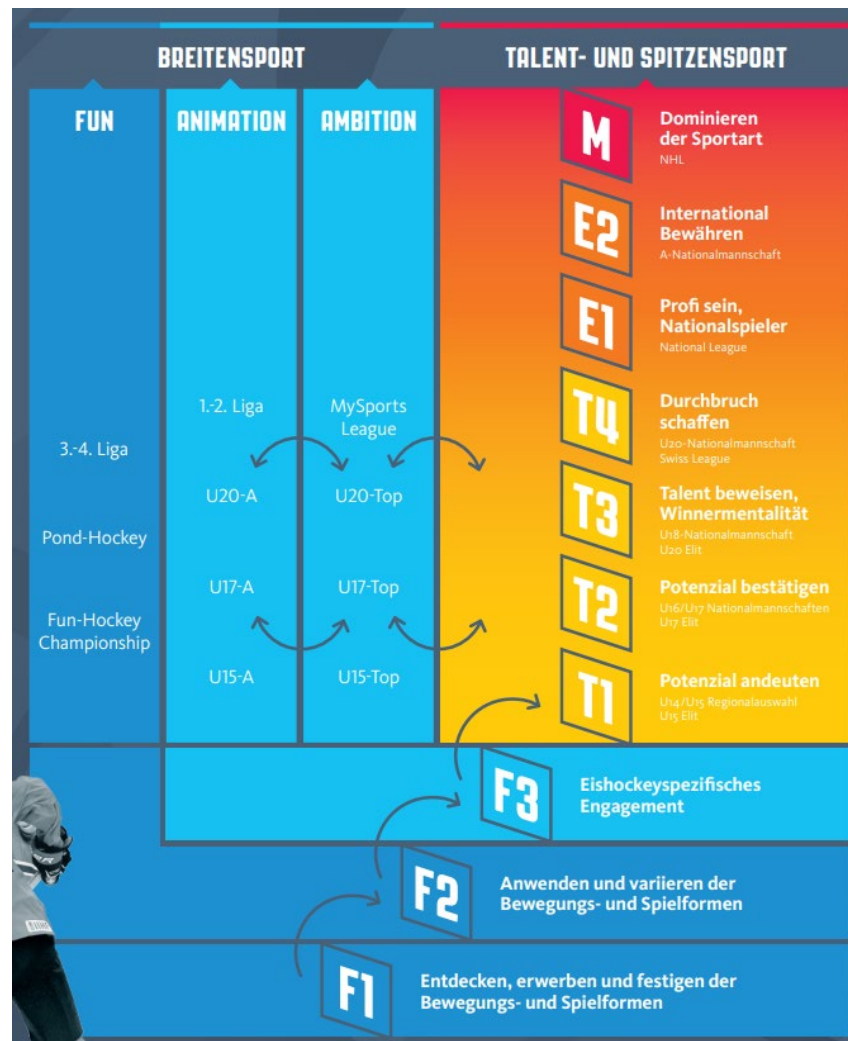 BREITENSPORT
TALENT- UND SPITZENSPORT
FUN
ANIMATION
AMBITION
3.-4. Liga
Pond-Hockey
Fun-Hockey
Championship
1.-2. Liga
U20-A
U17-A
U15-A
MySports
League
U20-Top
U17-Top
U15-Top
M
Dominieren
der Sportart
NHL
E2
International
Bewähren
A-Nationalmannschaft
E1
Profi sein,
Nationalspieler
National League
T4
Durchbruch
schaffen
U20-Nationalmannschaft
Swiss League
T3
Talent beweisen,
Winnermentalität
U18-Nationalmannschaft
U20 Elit
T2
Potenzial bestätigen
U16/U17 Nationalmannschaften
U17 Elit
T1
Potenzial andeuten
U14/U15 Regionalauswahl
U15 Elit
F3
Eishockeyspezifisches
Engagement
F2
Anwenden und variieren der
Bewegungs- und Spielformen
F1
Entdecken, erwerben und festigen der
Bewegungs- und Spielformen